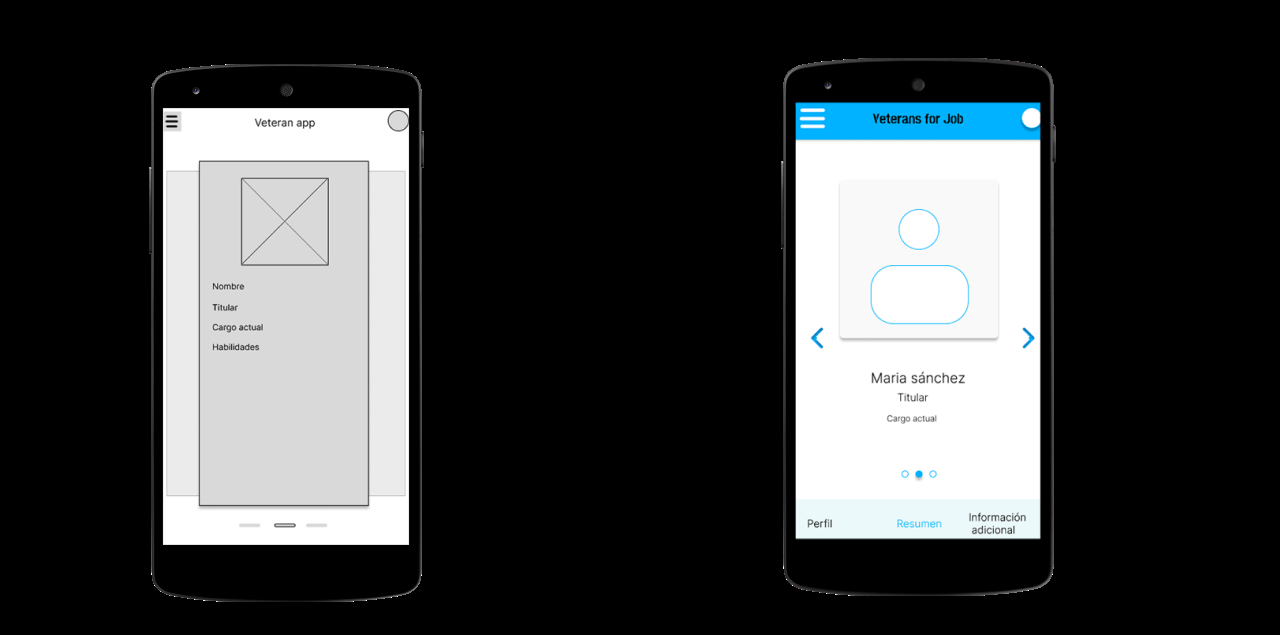 Veteran app
Nombre
Titular
Cargo actual
Habilidades
Veterans for Job
Maria sánchez
Titular
Cargo actual
Perfil
Resumen
Información
adicional